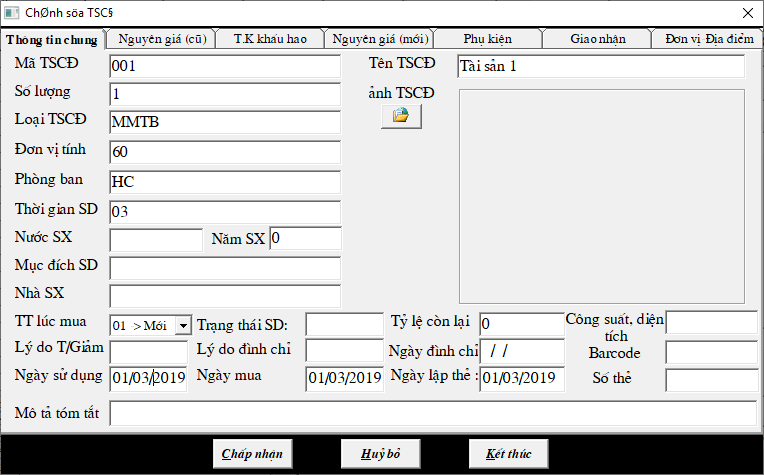 ChØnh söa TSC§
Thông tin chung Nguyên giá (cũ) T.K khấu hao Nguyên giá (mới) Phụ kiện Giao nhận Đơn vị Địa điểm
Mã TSCĐ 001 Tên TSCĐ Tài sản 1
Số lượng 1 ảnh TSCĐ
Loại TSCĐ MMTB
Đơn vị tính 60
Phòng ban HC
Thời gian SD 03
Nước SX Năm SX 0
Mục đích SD
Nhà SX
TT lúc mua 01 -> Mới Trạng thái SD: Tỷ lệ còn lại 0 Công suất, diện tích
Lý do T/Giảm Lý do đình chỉ Ngày đình chỉ / / Barcode
Ngày sử dụng 01/03/2019 Ngày mua 01/03/2019 Ngày lập thẻ : 01/03/2019 Số thẻ
Mô tả tóm tắt
Chấp nhận Huỷ bỏ Kết thúc